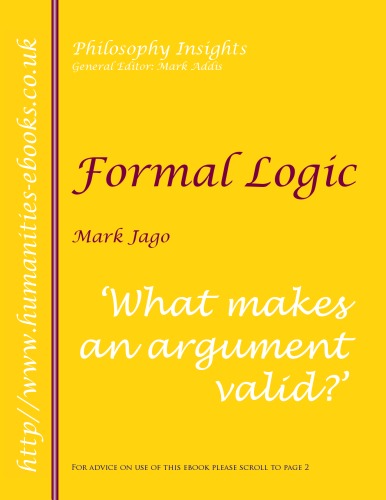 http//www.humanities-ebooks.co.uk
Philosophy Insights
General Editor: Mark Addis
Formal Logic
Mark Jago
‘What makes
an argument
valid?’
For advice on use of this ebook please scroll to page 2